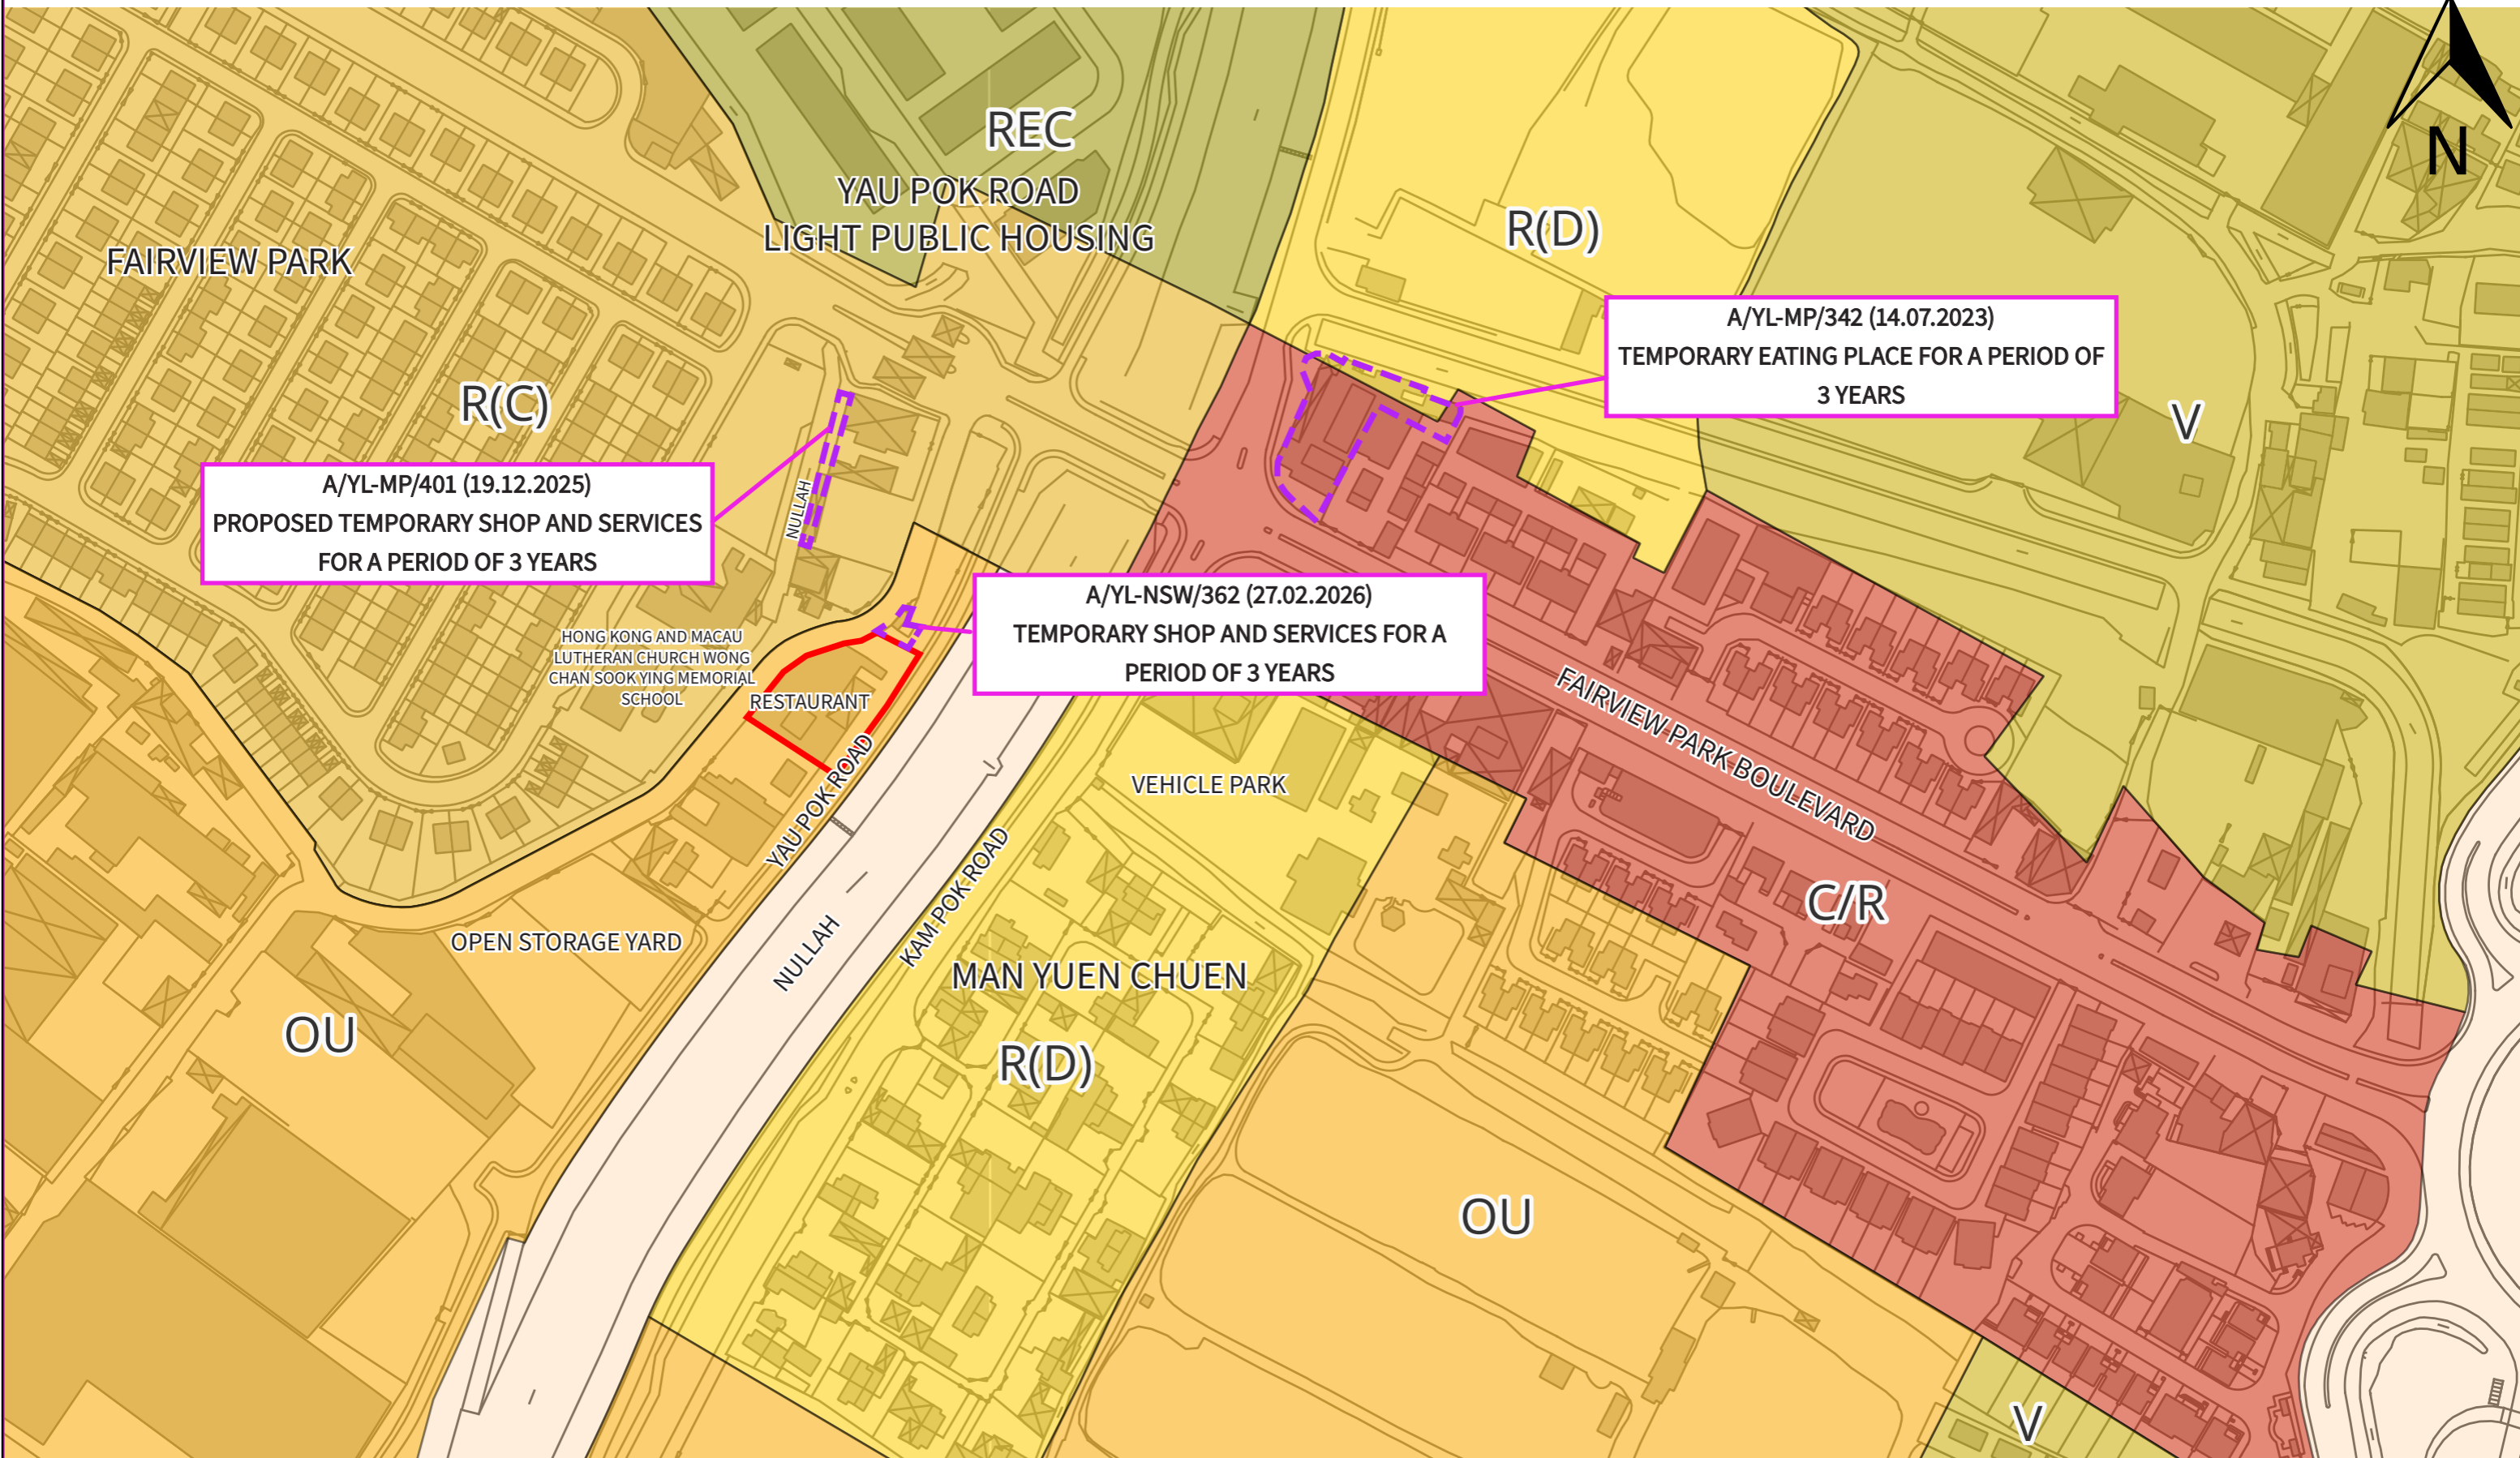 N
REC
YAU POK ROAD
LIGHT PUBLIC HOUSING
R(D)
FAIRVIEW PARK
A/YL-MP/342 (14.07.2023)
TEMPORARY EATING PLACE FOR A PERIOD OF
3 YEARS
R(C)
V
A/YL-MP/401 (19.12.2025)
PROPOSED TEMPORARY SHOP AND SERVICES
FOR A PERIOD OF 3 YEARS
NULLAH
A/YL-NSW/362 (27.02.2026)
TEMPORARY SHOP AND SERVICES FOR A
PERIOD OF 3 YEARS
HONG KONG AND MACAU
LUTHERAN CHURCH WONG
CHAN SOOK YING MEMORIAL
SCHOOL
RESTAURANT
FAIRVIEW PARK BOULEVARD
VEHICLE PARK
YAU POK ROAD
KAM POK ROAD
C/R
OPEN STORAGE YARD
NULLAH
MAN YUEN CHUEN
OU
R(D)
OU
V